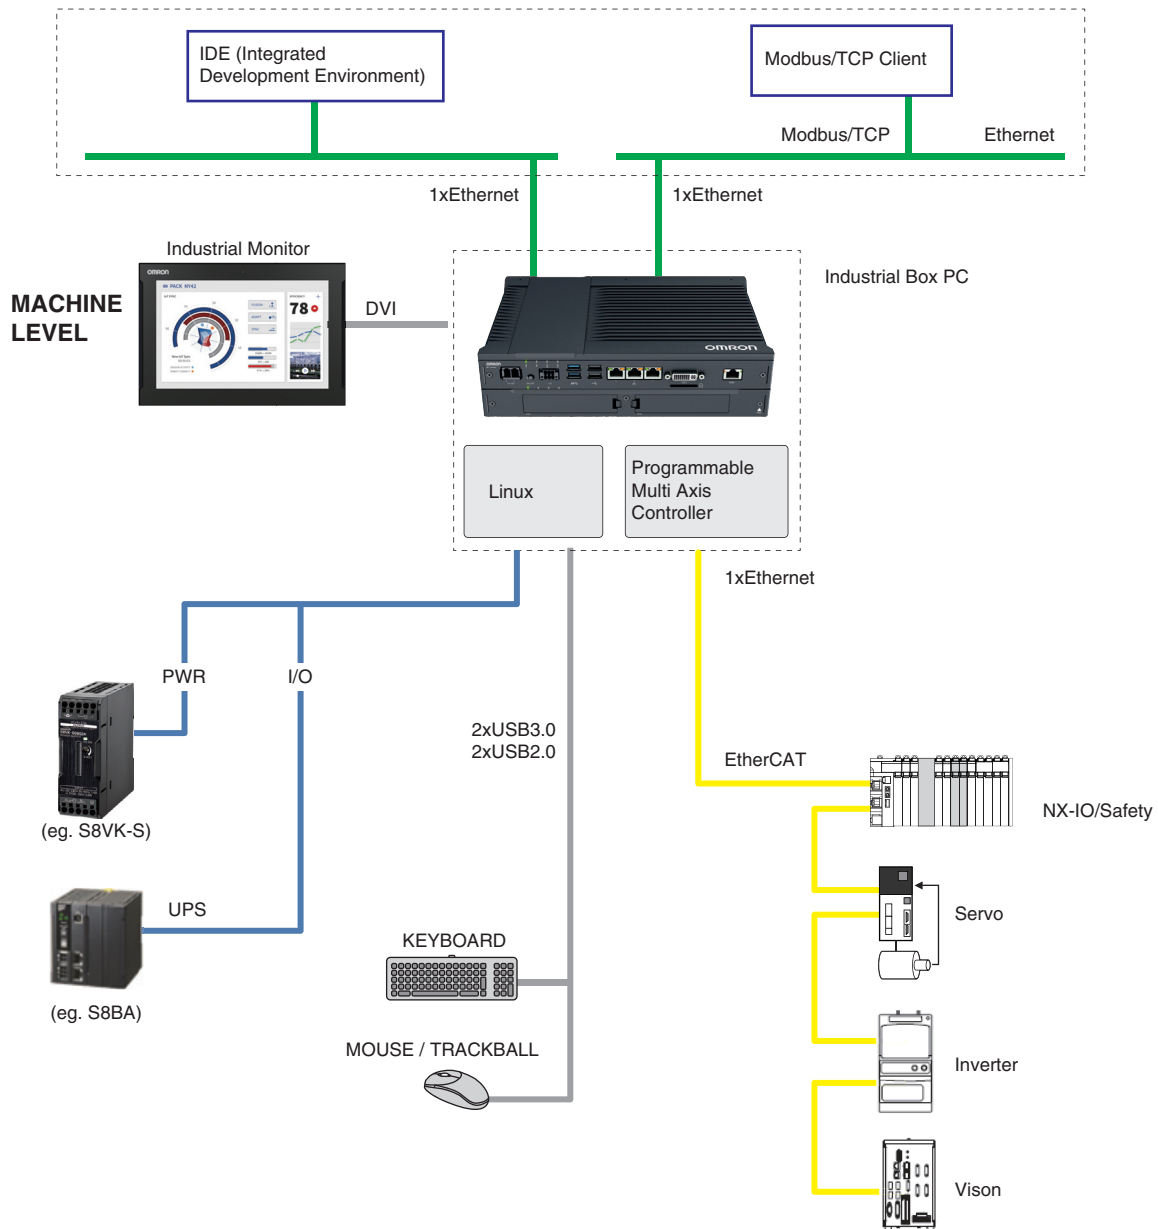 IDE (Integrated
Development Environment)
Modbus/TCP Client
Modbus/TCP
Ethernet
1xEthernet
1xEthernet
Industrial Monitor
Industrial Box PC
OMRON
PACK NY42
78
MACHINE
LEVEL
DVI
OMRON
Linux
Programmable
Multi Axis
Controller
1xEthernet
PWR
I/O
2xUSB3.0
2xUSB2.0
EtherCAT
NX-IO/Safety
(eg. S8VK-S)
UPS
Servo
KEYBOARD
(eg. S8BA)
MOUSE / TRACKBALL
Inverter
Vison